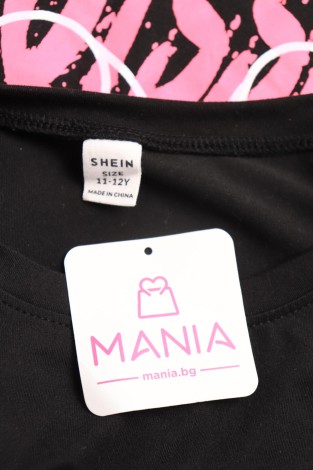 SHEIN
SIZE
11-12Y
MADE IN CHINA
MANIA
mania.bg